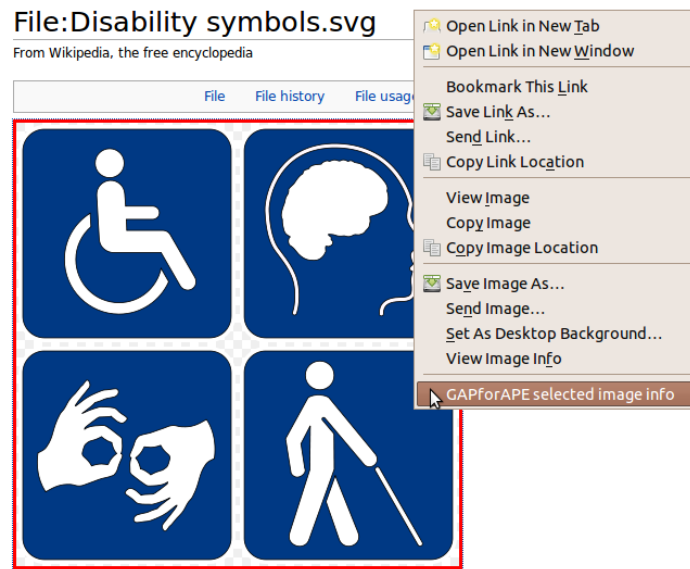 File:Disability symbols.svg
From Wikipedia, the free encyclopedia
File File history File usag
Open Link in New Tab
Open Link in New Window
Bookmark This Link
Save Link As...
Send Link...
Copy Link Location
View Image
Copy Image
Copy Image Location
Save Image As...
Send Image...
Set As Desktop Background...
View Image Info
GAPforAPE selected image info